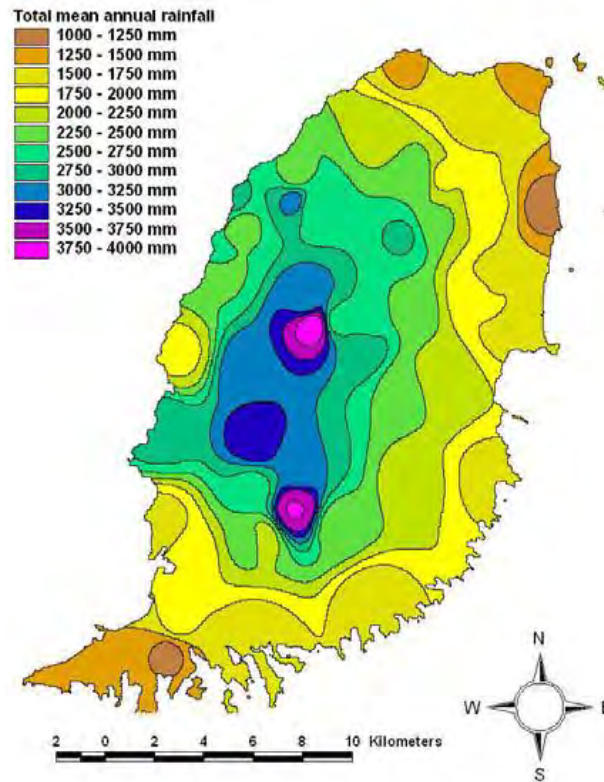 Total mean annual rainfall
1000 - 1250 mm
1250 - 1500 mm
1500 - 1750 mm
1750 - 2000 mm
2000 - 2250 mm
2250 - 2500 mm
2500 - 2750 mm
2750 - 3000 mm
3000 - 3250 mm
3250 - 3500 mm
3500 - 3750 mm
3750 - 4000 mm
N
W E
S
2 0 2 4 6 8 10 Kilometers